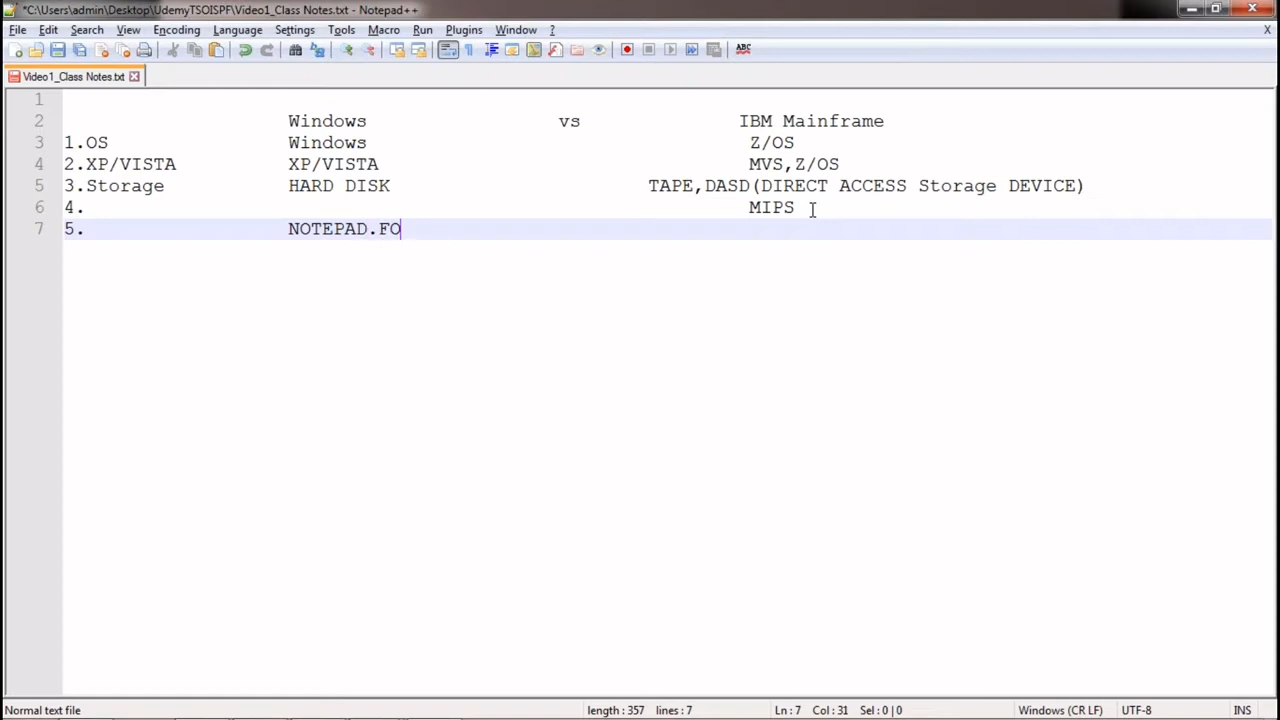 *C:\Users\admin\Desktop\UdemyTSOISPF\Video1_Class Notes.txt - Notepad++
File Edit Search View Encoding Language Settings Tools Macro Run Plugins Window ? X
ABC
Video1_Class Notes.txt
1
2 Windows vs IBM Mainframe
3 1.OS Windows Z/OS
4 2.XP/VISTA XP/VISTA MVS,Z/OS
5 3.Storage HARD DISK TAPE,DASD(DIRECT ACCESS Storage DEVICE)
6 4. MIPS
7 5. NOTEPAD.FO
Normal text file length : 357 lines : 7 Ln : 7 Col : 31 Sel : 0 | 0 Windows (CR LF) UTF-8 INS